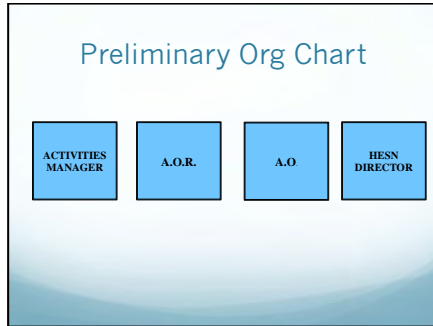 Preliminary Org Chart
ACTIVITIES
MANAGER
A.O.R.
A.O.
HESN
DIRECTOR